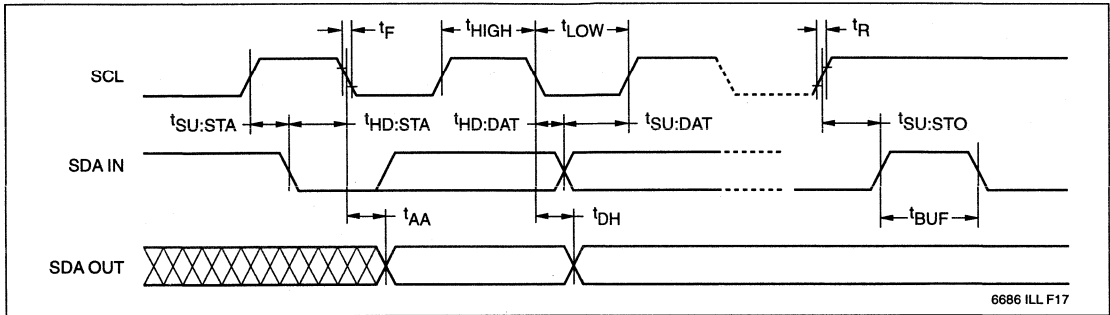 tF tHIGH tLOW tR
SCL
tSU:STA tHD:STA tHD:DAT tSU:DAT tSU:STO
SDA IN
tAA tDH tBUF
SDA OUT
6686 ILL F17